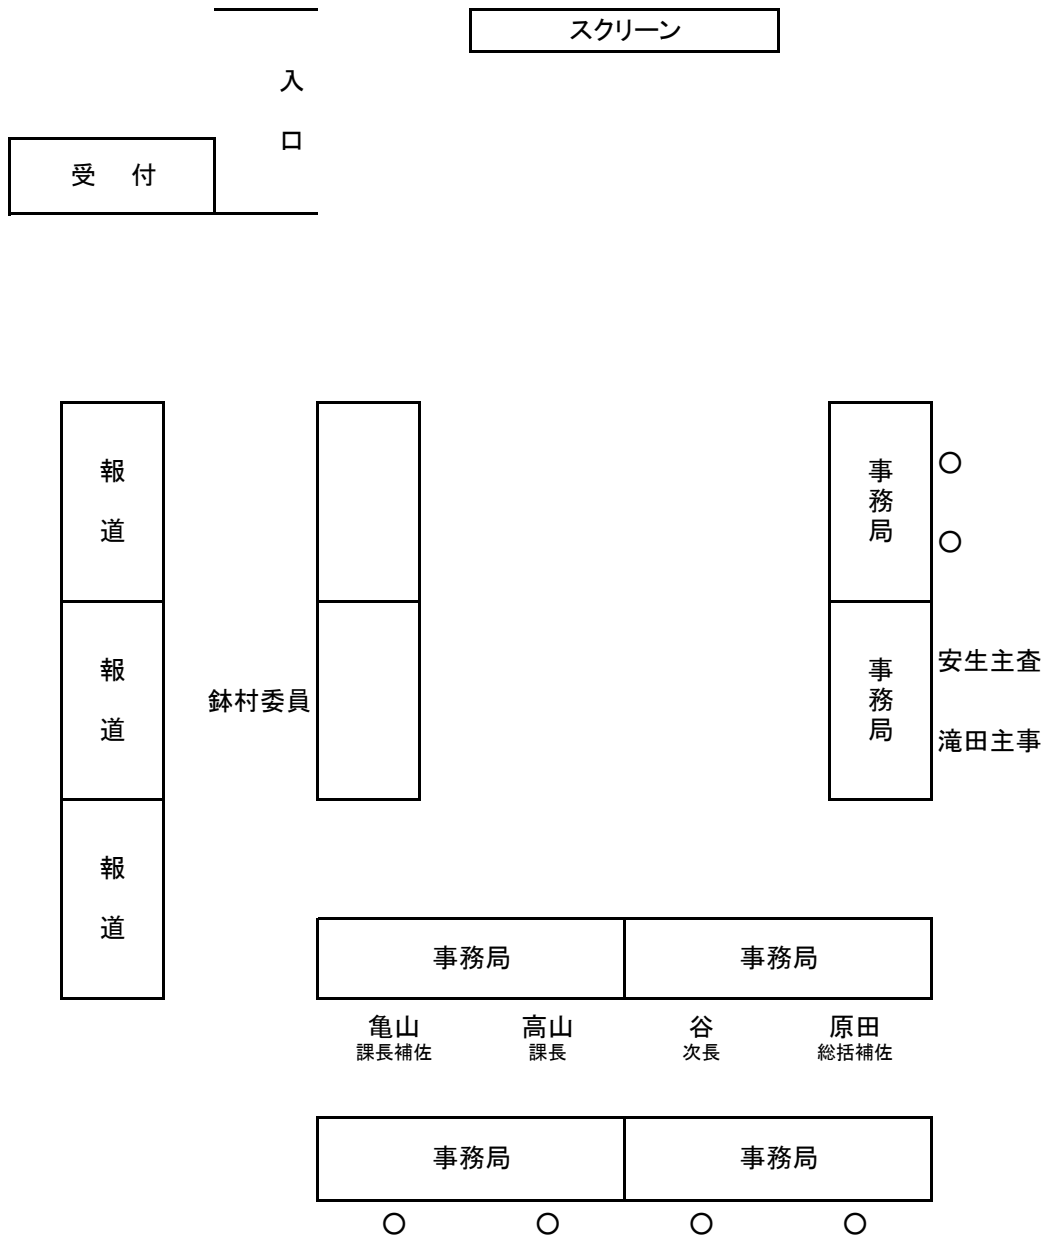 スクリーン
入
口
受　付
報
道
事
務
局
〇
〇
報
道
鉢村委員
事
務
局
安生主査
滝田主事
報
道
事務局
事務局
亀山
課長補佐
高山
課長
谷
次長
原田
総括補佐
事務局
事務局
〇
〇
〇
〇